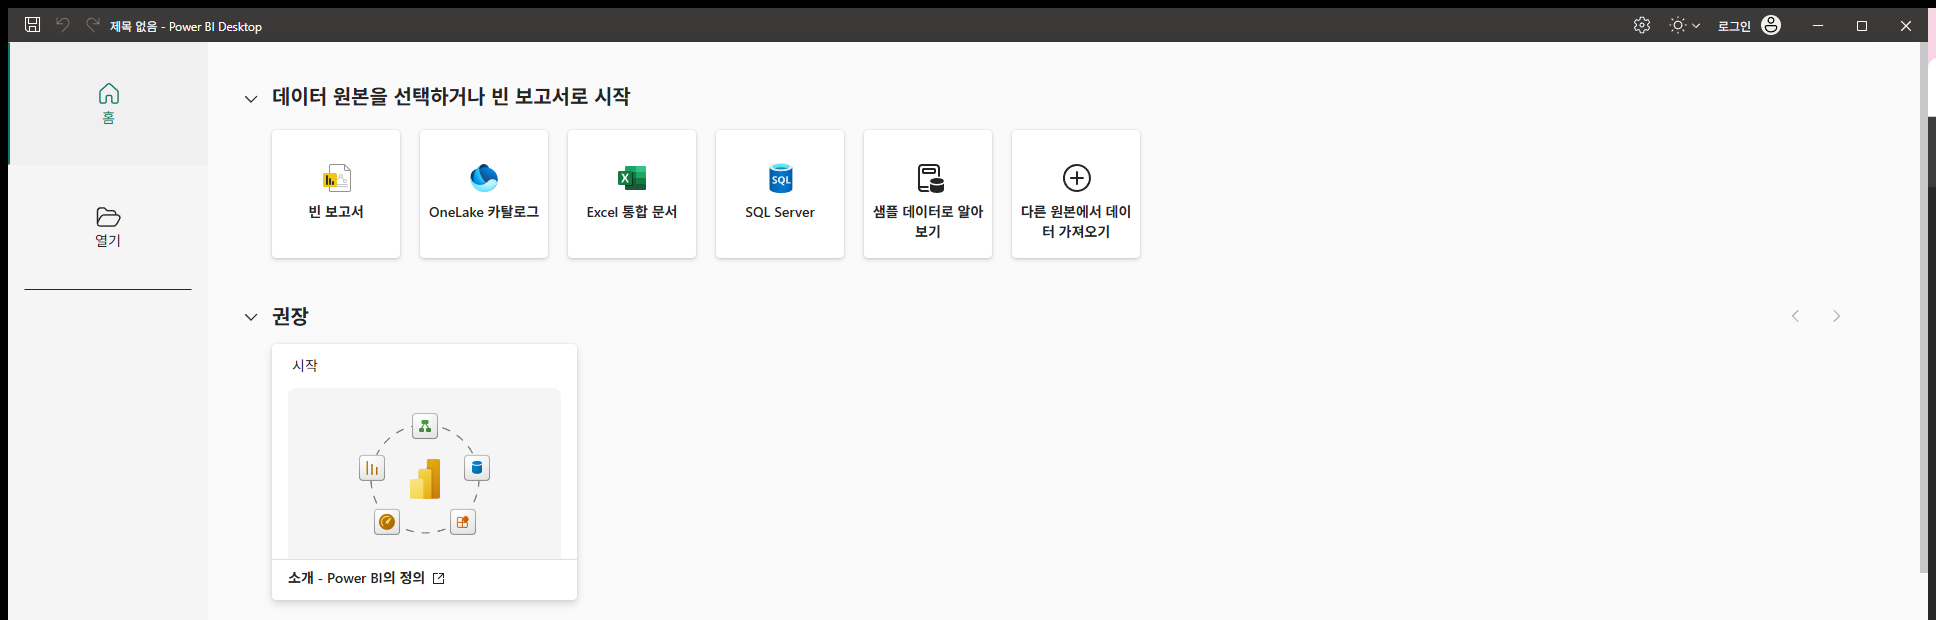 제목 없음 - Power BI Desktop
로그인
홈
열기
데이터 원본을 선택하거나 빈 보고서로 시작
빈 보고서
OneLake 카탈로그
Excel 통합 문서
SQL
SQL Server
샘플 데이터로 알아
보기
다른 원본에서 데이
터 가져오기
권장
시작
소개 - Power BI의 정의